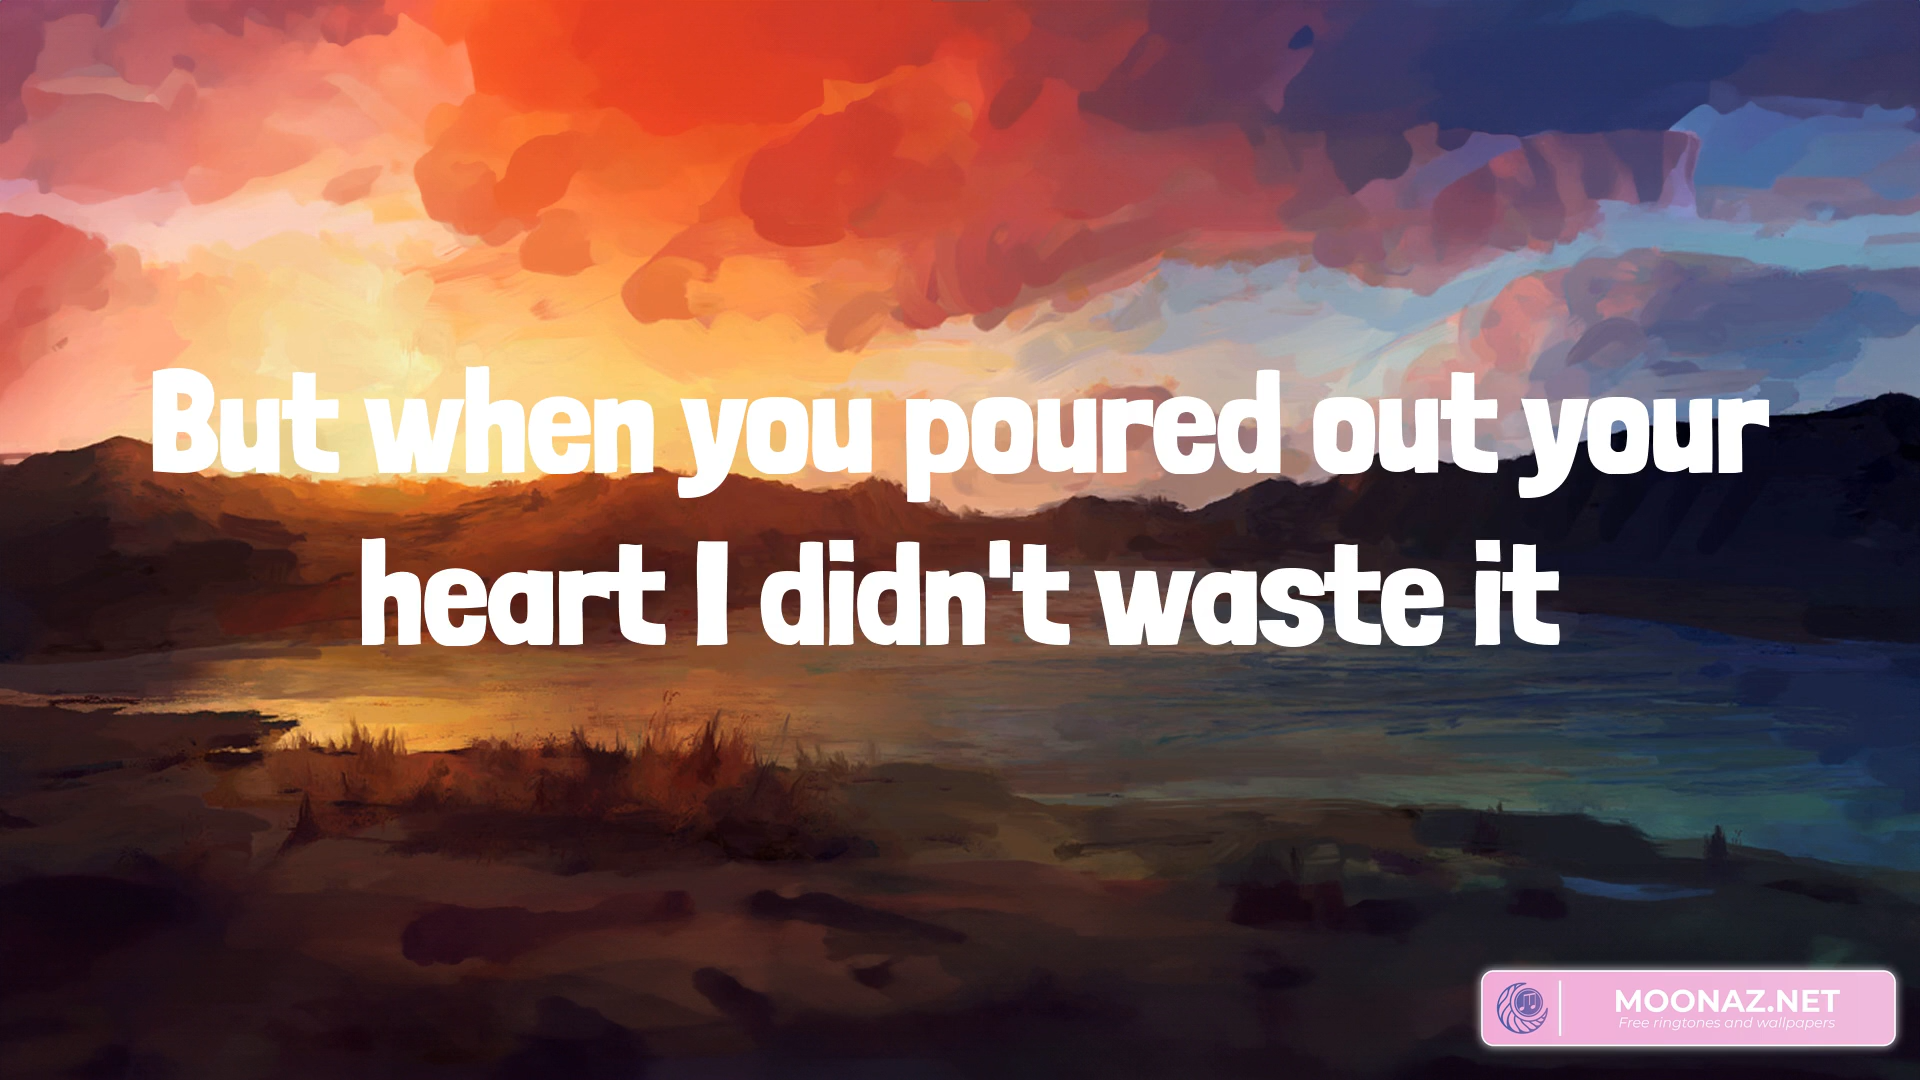 But when you poured out your
heart I didn't waste it
MOONAZ.NET
Free ringtones and wallpapers